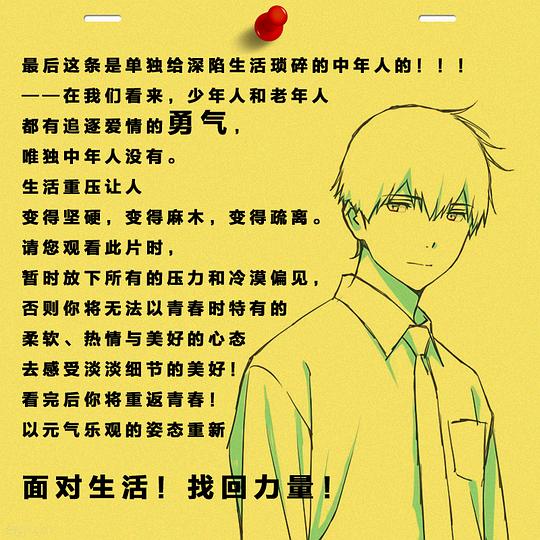 最后这条是单独给深陷生活琐碎的中年人的！！！
——在我们看来，少年人和老年人
都有追逐爱情的勇气，
唯独中年人没有。
生活重压让人
变得坚硬，变得麻木，变得疏离。
请您观看此片时，
暂时放下所有的压力和冷漠偏见，
否则你将无法以青春时特有的
柔软、热情与美好的心态
去感受淡淡细节的美好！
看完后你将重返青春！
以元气乐观的姿态重新
面对生活！找回力量！